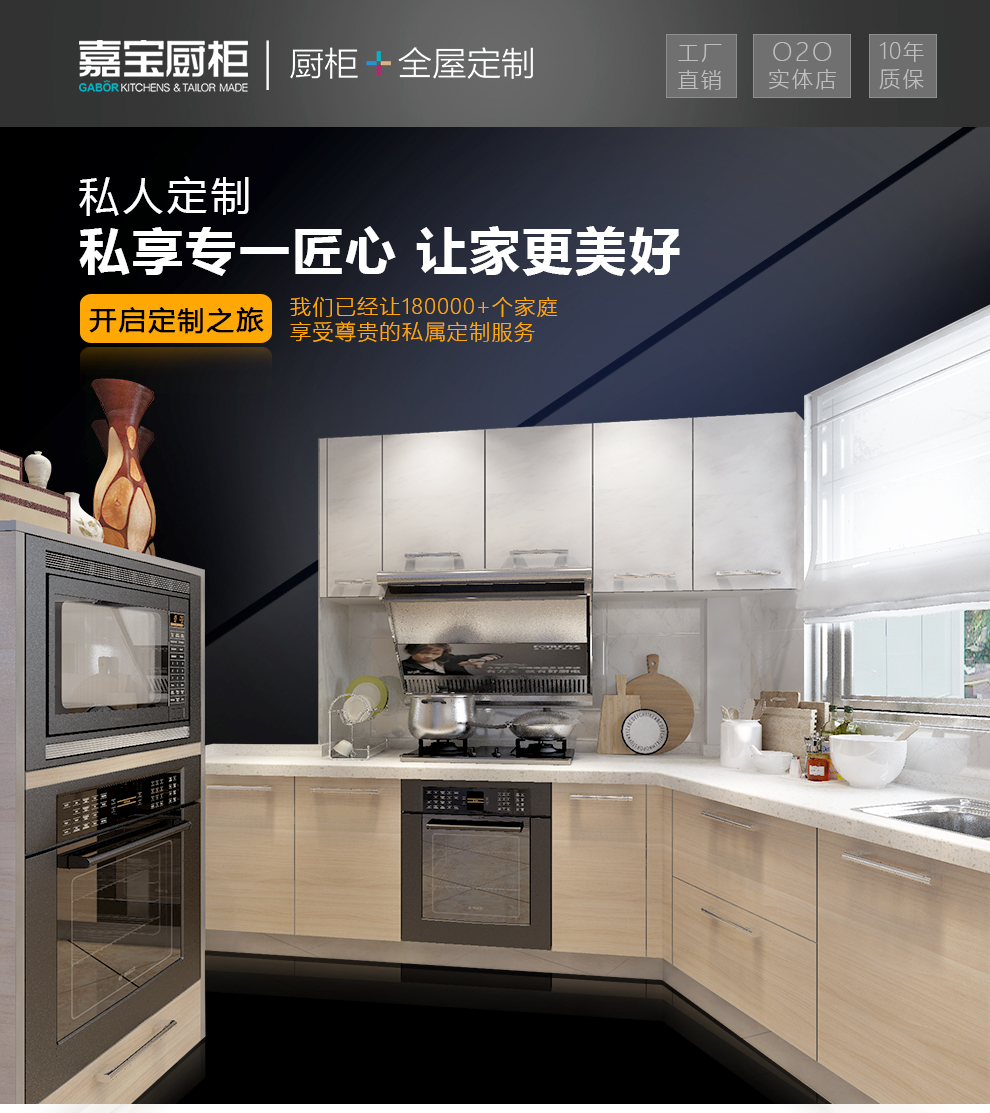 嘉宝厨柜
GABÔR KITCHENS & TAILOR MADE
厨柜+全屋定制
工厂
直销
O2O
实体店
10年
质保
私人定制
私享专一匠心 让家更美好
开启定制之旅
我们已经让180000+个家庭
享受尊贵的私属定制服务